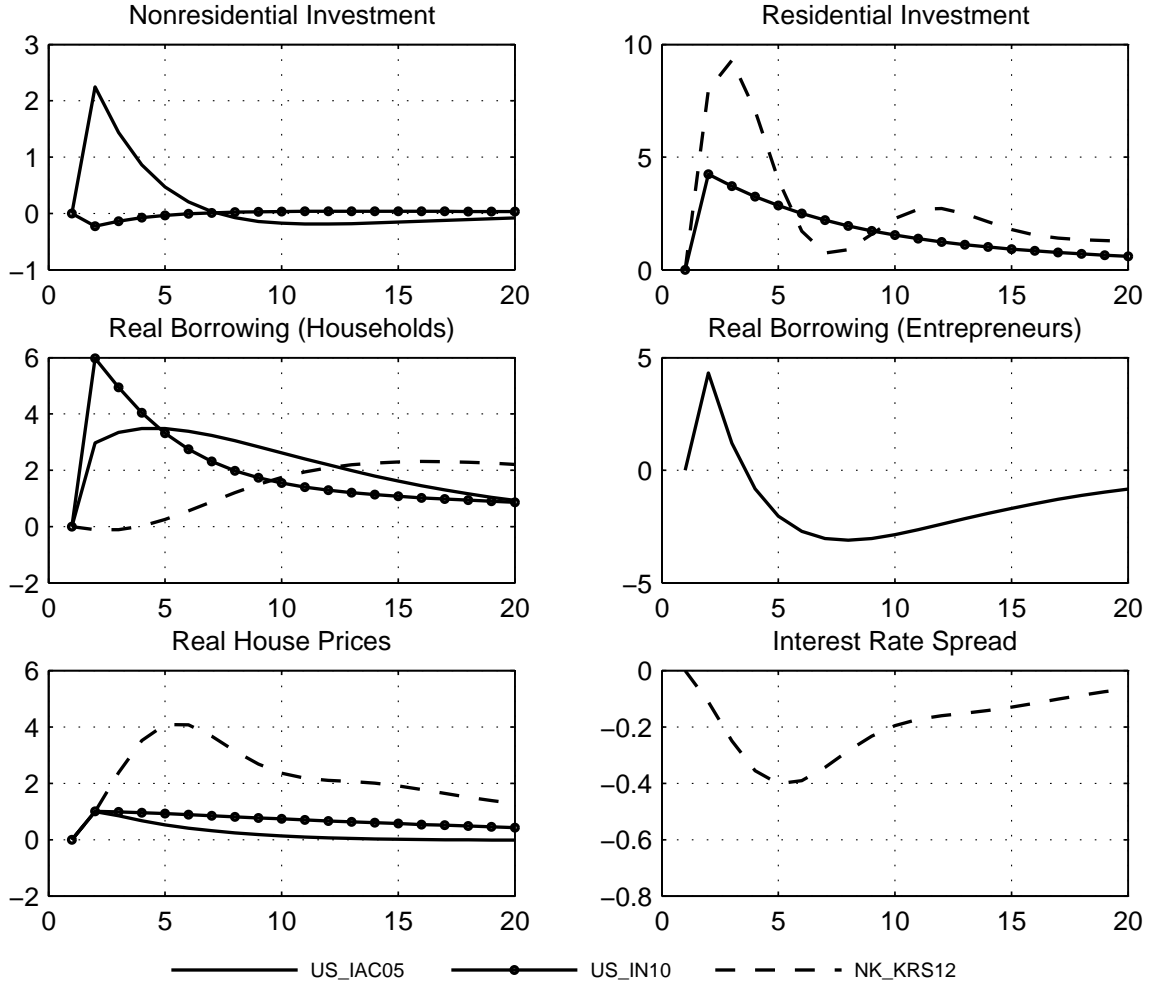 Nonresidential Investment
3
2
1
0
−1
0 5 10 15 20
Residential Investment
10
5
0
0 5 10 15 20
Real Borrowing (Households)
6
4
2
0
−2
0 5 10 15 20
Real Borrowing (Entrepreneurs)
5
0
−5
0 5 10 15 20
Real House Prices
6
4
2
0
−2
0 5 10 15 20
Interest Rate Spread
0
−0.2
−0.4
−0.6
−0.8
0 5 10 15 20
US_IAC05 US_IN10 NK_KRS12